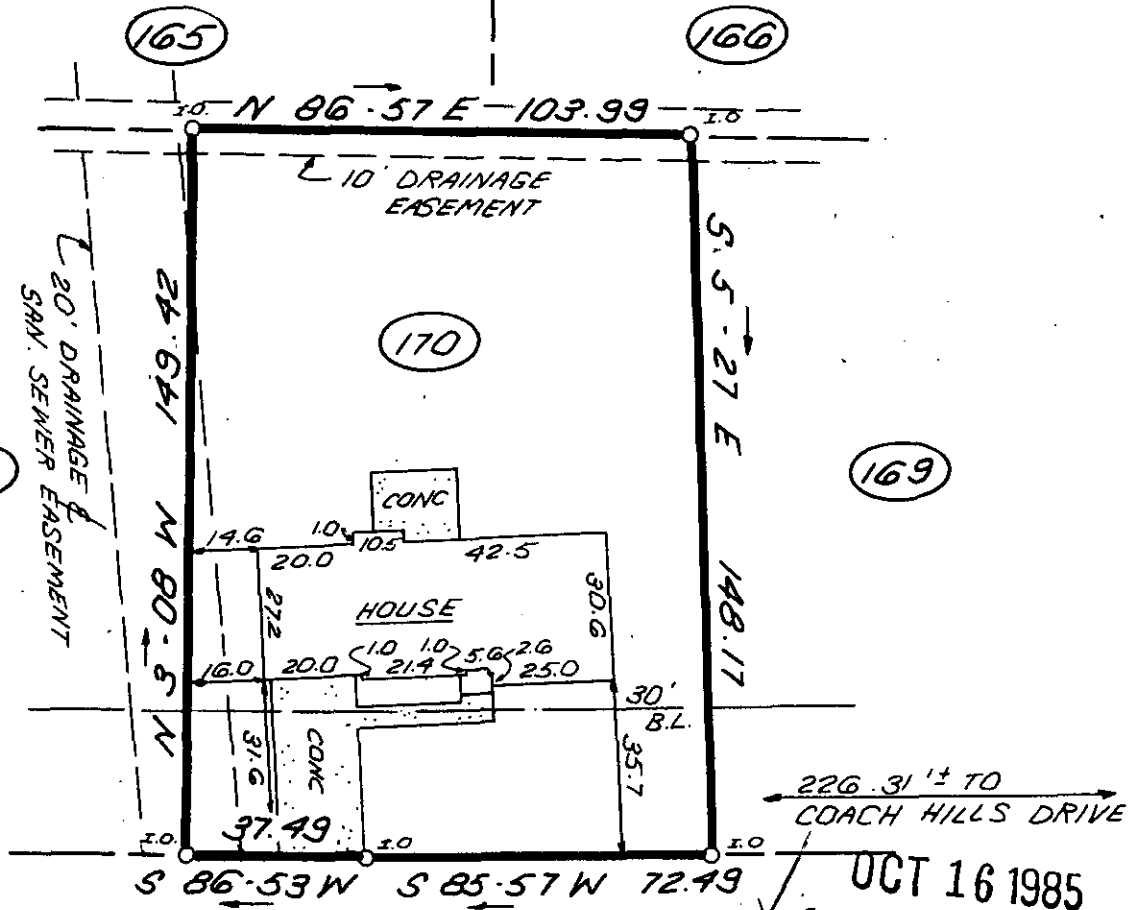 165
166
I.O. N 86-57 E - 103.99 I.O
10' DRAINAGE
EASEMENT
20' DRAINAGE &
SAN. SEWER EASEMENT
N 3-08 W 149.42
S. 5-27 E 148.17
170
169
CONC
14.6
20.0
1.0
10.5
42.5
27.2
HOUSE
30.6
16.0
20.0
1.0
21.4
1.0
5.6
2.6
25.0
30'
B.L.
31.6
CONC
35.7
226.31'± TO
COACH HILLS DRIVE
37.49
I.O.
I.O
I.O
S 86-53 W S 85-57 W 72.49
OCT 16 1985